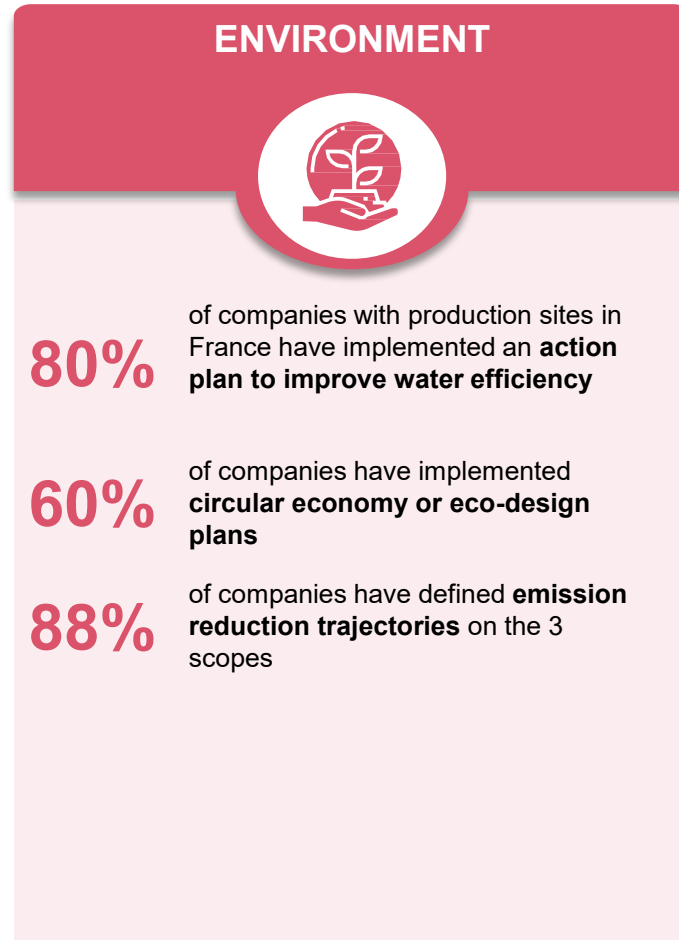 ENVIRONMENT
80%
of companies with production sites in
France have implemented an action
plan to improve water efficiency
60%
of companies have implemented
circular economy or eco-design
plans
88%
of companies have defined emission
reduction trajectories on the 3
scopes